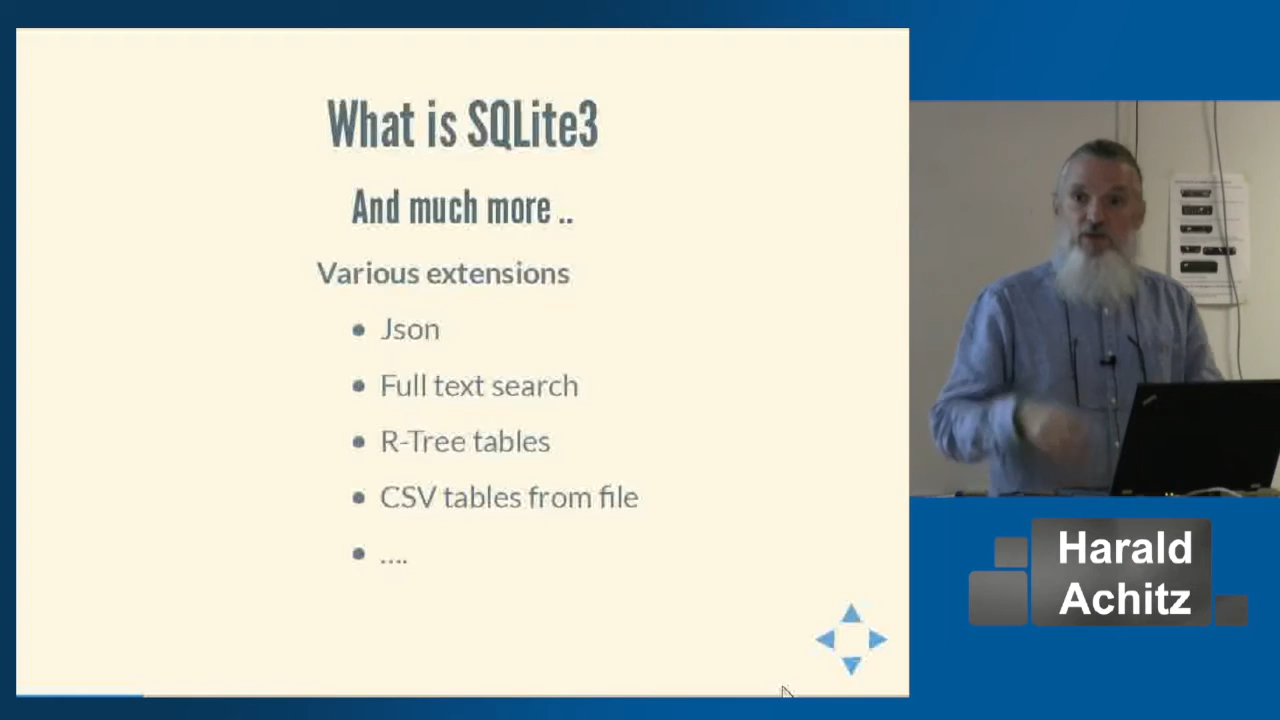 What is SQLite3
And much more ..
Various extensions
Json
Full text search
R-Tree tables
CSV tables from file
....
Harald
Achitz